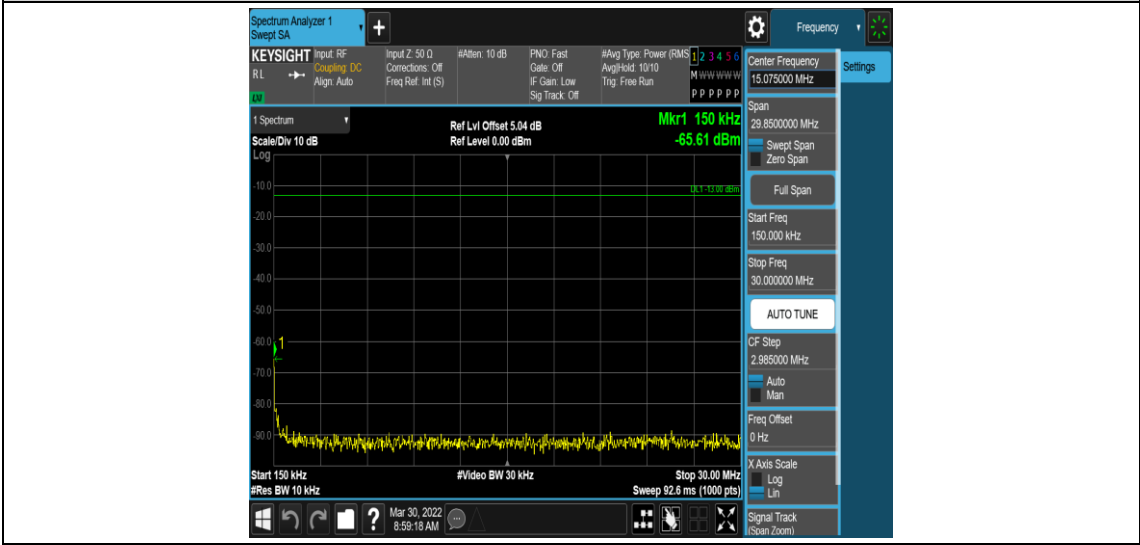 Spectrum Analyzer 1
Swept SA
+
Frequency
KEYSIGHT
RL
LM
Input: RF
Coupling: DC
Align: Auto
Input Z: 50 Ω
Corrections: Off
Freq Ref: Int (S)
#Atten: 10 dB
PNO: Fast
Gate: Off
IF Gain: Low
Sig Track: Off
#Avg Type: Power (RMS
Avg|Hold: 10/10
Trig: Free Run
1 2 3 4 5 6
M W W W W W
P P P P P P
1 Spectrum
Scale/Div 10 dB
Log
Ref Lvl Offset 5.04 dB
Ref Level 0.00 dBm
Mkr1 150 kHz
-65.61 dBm
DL1 -13.00 dBm
-10.0
-20.0
-30.0
-40.0
-50.0
-60.0
1
-70.0
-80.0
-90.0
Start 150 kHz
#Res BW 10 kHz
#Video BW 30 kHz
Stop 30.00 MHz
Sweep 92.6 ms (1000 pts)
Center Frequency
15.075000 MHz
Settings
Span
29.8500000 MHz
Swept Span
Zero Span
Full Span
Start Freq
150.000 kHz
Stop Freq
30.000000 MHz
AUTO TUNE
CF Step
2.985000 MHz
Auto
Man
Freq Offset
0 Hz
X Axis Scale
Log
Lin
Signal Track
(Span Zoom)
?
Mar 30, 2022
8:59:18 AM